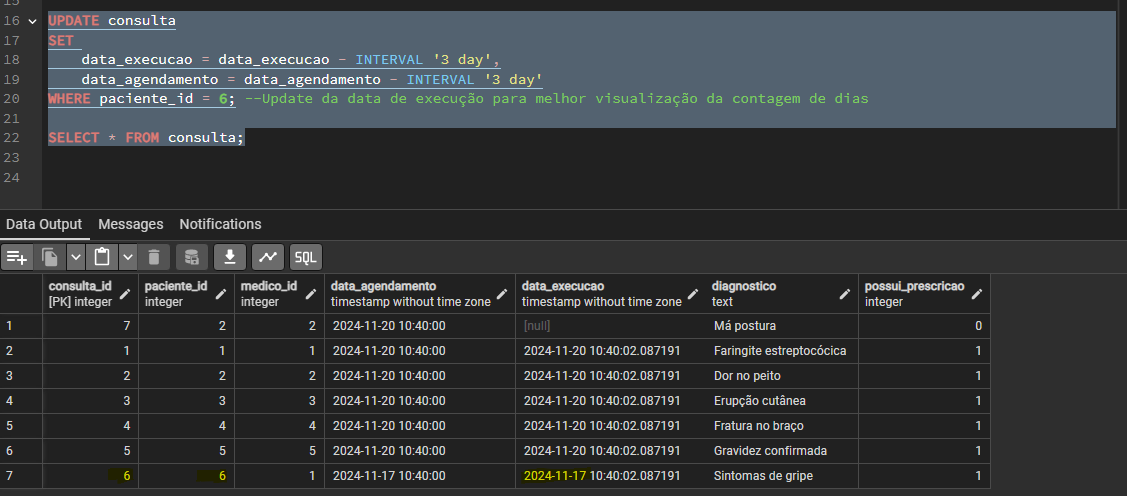 15
16 UPDATE consulta
17 SET
18 data_execucao = data_execucao - INTERVAL '3 day',
19 data_agendamento = data_agendamento - INTERVAL '3 day'
20 WHERE paciente_id = 6; --Update da data de execução para melhor visualização da contagem de dias
21
22 SELECT * FROM consulta;
23
24
Data Output Messages Notifications
SQL
consulta_id paciente_id medico_id data_agendamento data_execucao diagnostico possui_prescricao
[PK] integer integer integer timestamp without time zone timestamp without time zone text integer
1 7 2 2 2024-11-20 10:40:00 [null] Má postura 0
2 1 1 1 2024-11-20 10:40:00 2024-11-20 10:40:02.087191 Faringite estreptocócica 1
3 2 2 2 2024-11-20 10:40:00 2024-11-20 10:40:02.087191 Dor no peito 1
4 3 3 3 2024-11-20 10:40:00 2024-11-20 10:40:02.087191 Erupção cutânea 1
5 4 4 4 2024-11-20 10:40:00 2024-11-20 10:40:02.087191 Fratura no braço 1
6 5 5 5 2024-11-20 10:40:00 2024-11-20 10:40:02.087191 Gravidez confirmada 1
7 6 6 1 2024-11-17 10:40:00 2024-11-17 10:40:02.087191 Sintomas de gripe 1